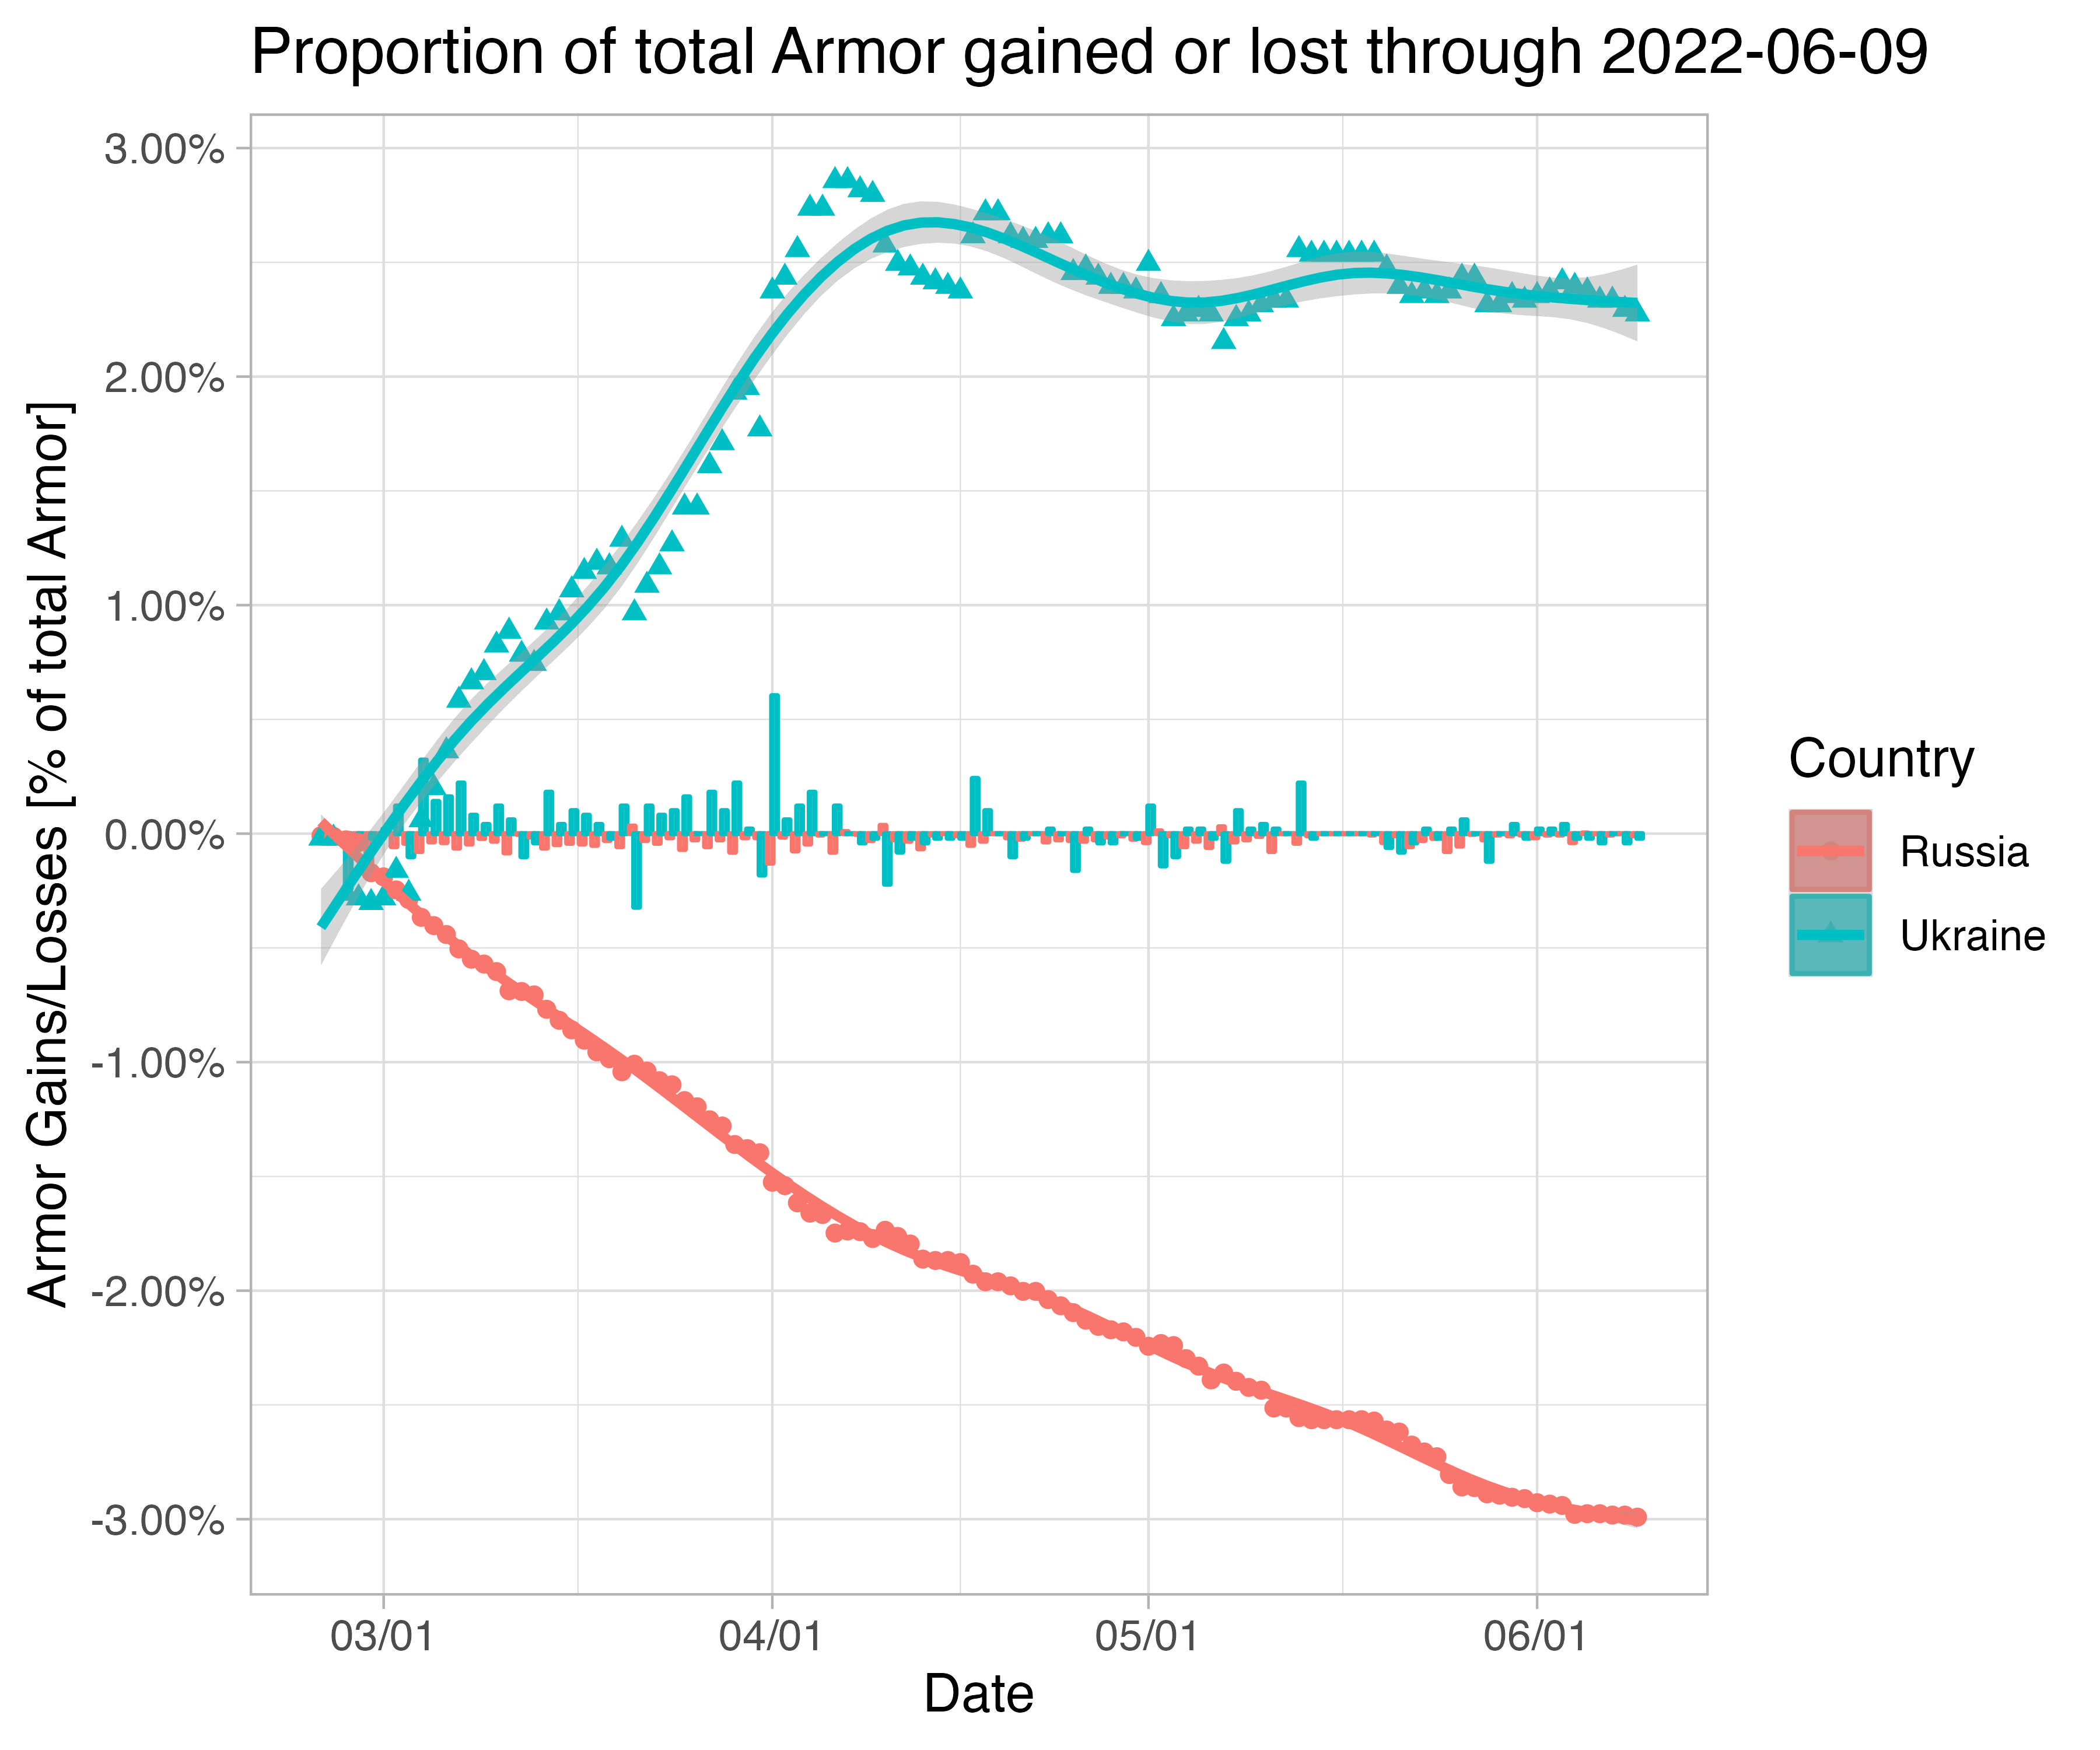 Proportion of total Armor gained or lost through 2022-06-09
Armor Gains/Losses [% of total Armor]
3.00%
2.00%
1.00%
0.00%
-1.00%
-2.00%
-3.00%
03/01
04/01
05/01
06/01
Date
Country
Russia
Ukraine